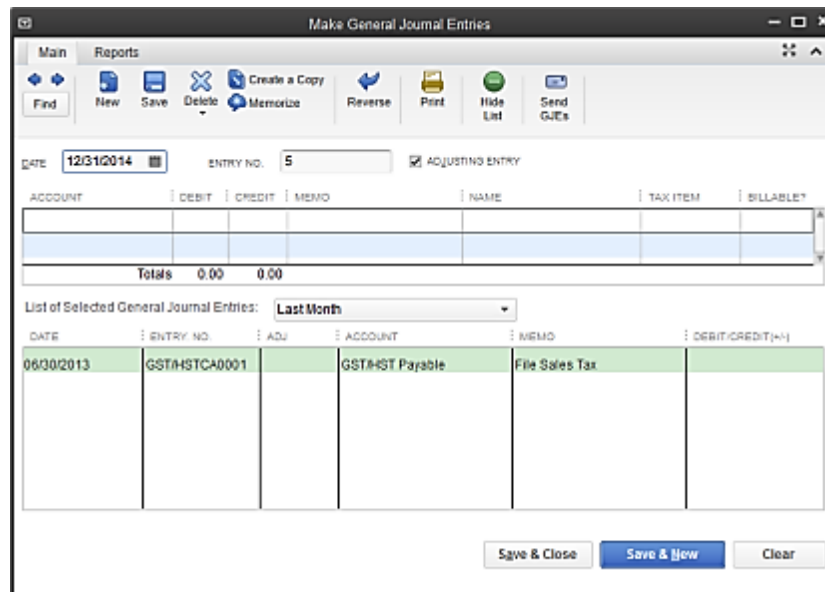 Make General Journal Entries
Main Reports
Find New Save Delete Create a Copy Memorize Reverse Print Hide List Send GJEs
DATE 12/31/2014 ENTRY NO. 5 ADJUSTING ENTRY
ACCOUNT DEBIT CREDIT MEMO NAME TAX ITEM BILLABLE?
Totals 0.00 0.00
List of Selected General Journal Entries: Last Month
DATE ENTRY. NO. ADJ ACCOUNT MEMO DEBIT/CREDIT(+/-)
06/30/2013 GST/HSTCA0001 GST/HST Payable File Sales Tax
Save & Close Save & New Clear